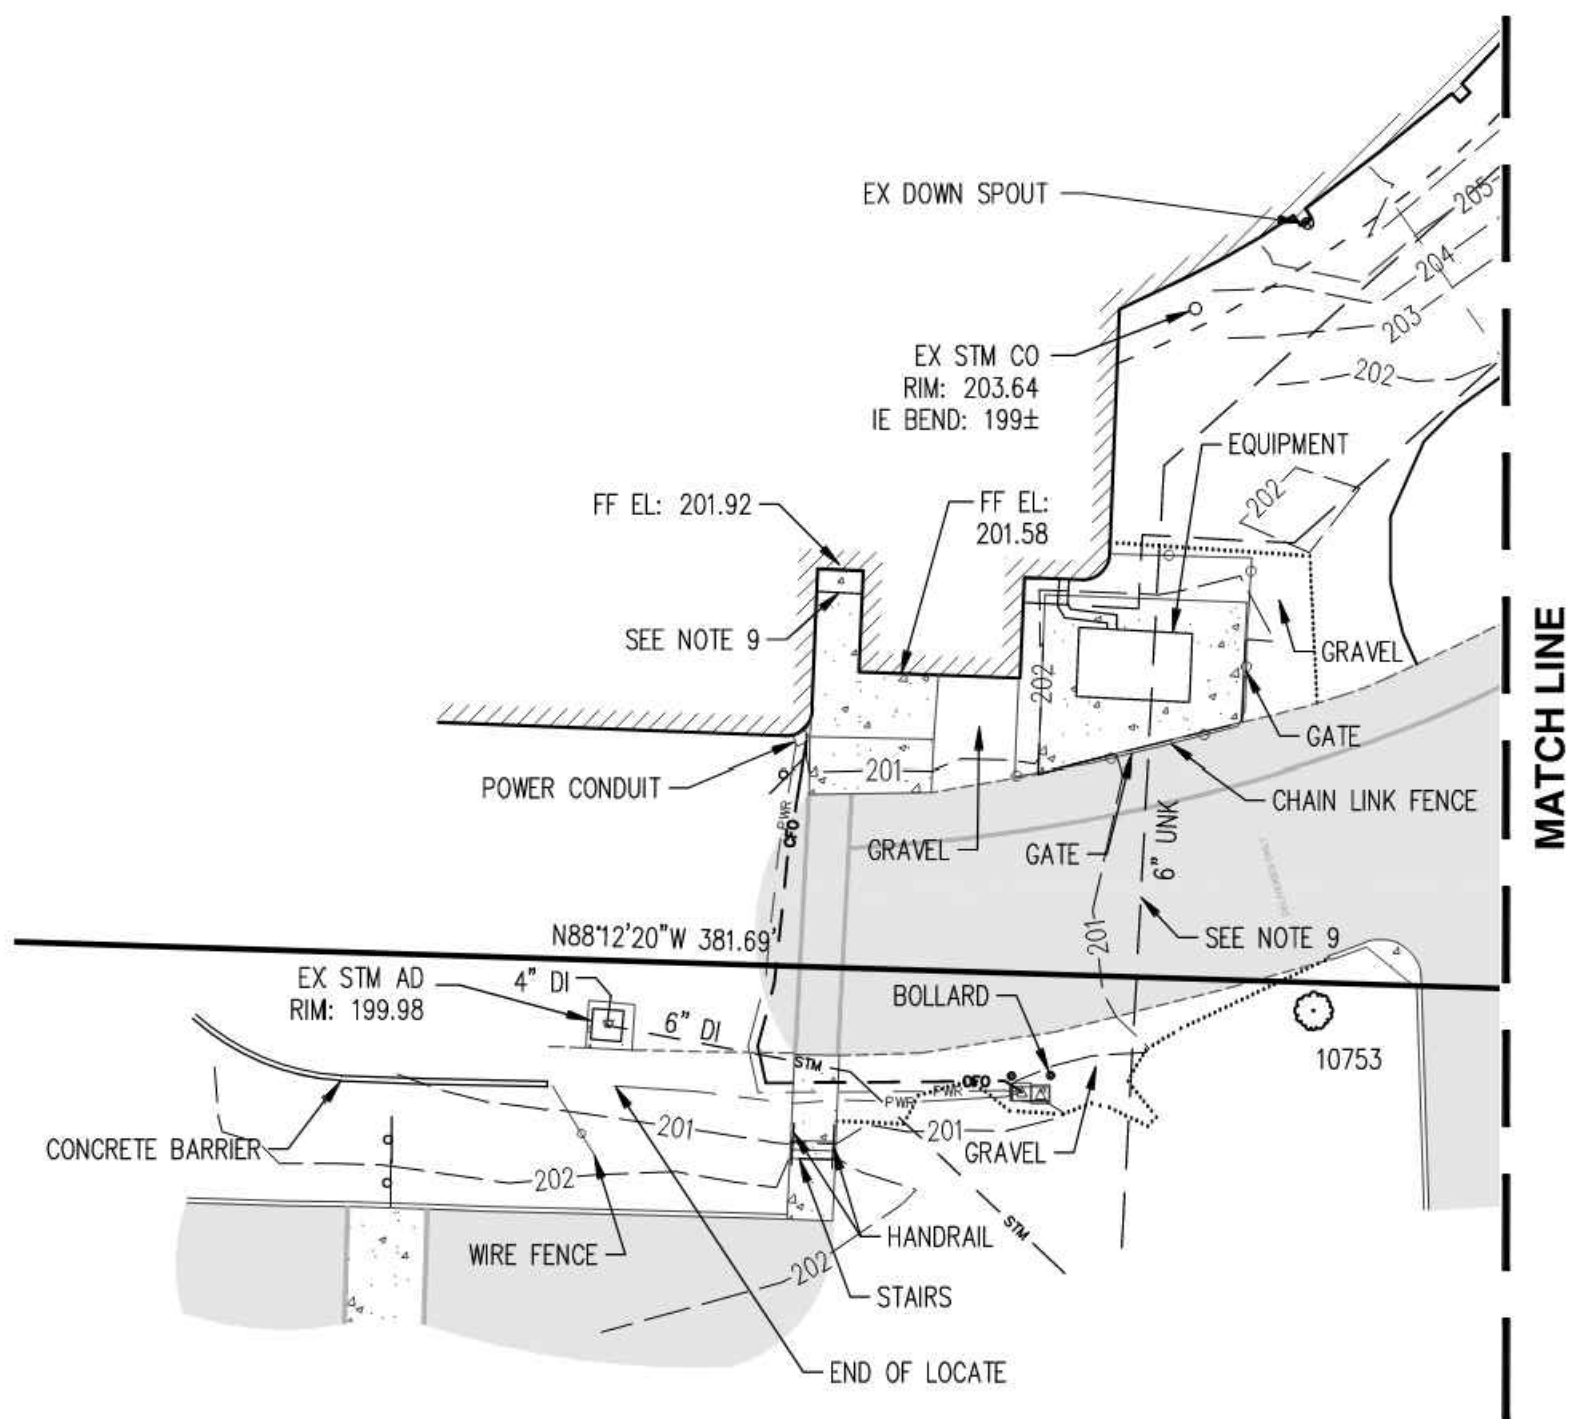 EX DOWN SPOUT
205
204
203
202
EX STM CO
RIM: 203.64
IE BEND: 199±
EQUIPMENT
202
FF EL: 201.92
FF EL:
201.58
SEE NOTE 9
GRAVEL
202
GATE
MATCH LINE
POWER CONDUIT
201
CHAIN LINK FENCE
PWR
CFO
GRAVEL
GATE
6" UNK
201
SEE NOTE 9
N88°12'20"W 381.69'
EX STM AD
RIM: 199.98
4" DI
6" DI
BOLLARD
10753
STM
CFO
PWR
PWR
201
201
GRAVEL
CONCRETE BARRIER
202
WIRE FENCE
HANDRAIL
STM
202
STAIRS
END OF LOCATE